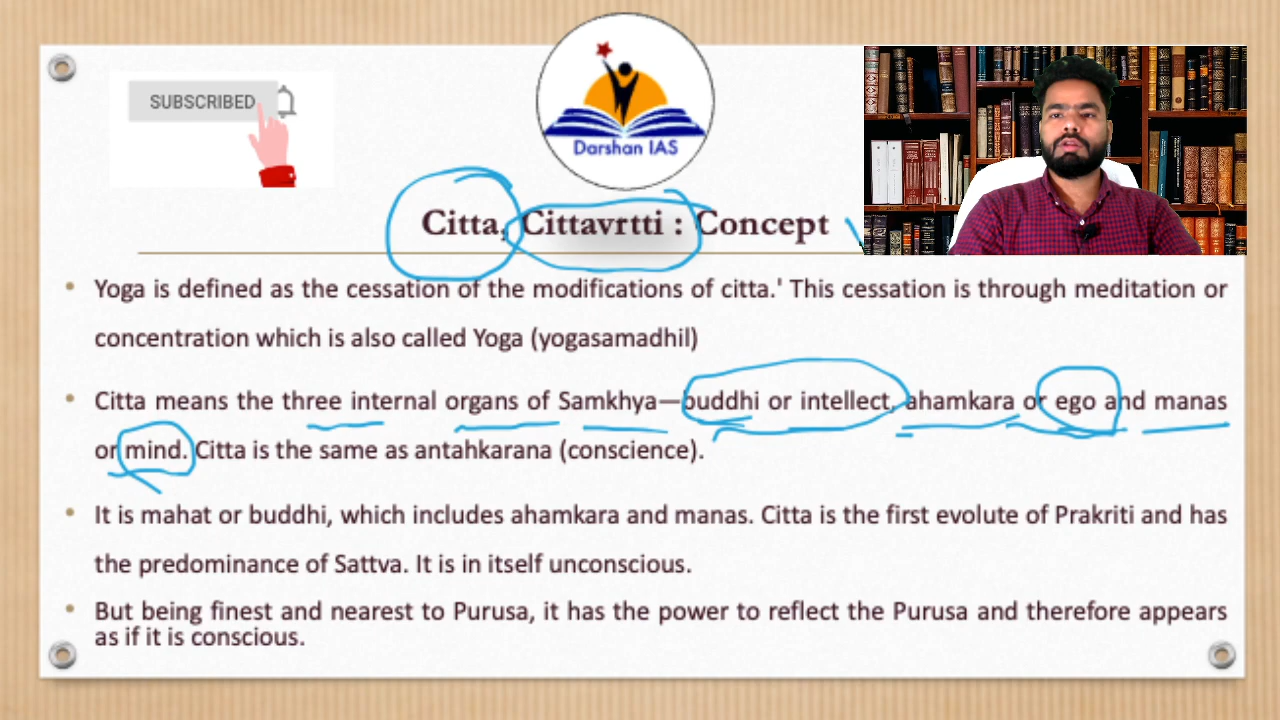 SUBSCRIBED
Darshan IAS
Citta, Cittavrtti : Concept
• Yoga is defined as the cessation of the modifications of citta.' This cessation is through meditation or
concentration which is also called Yoga (yogasamadhil)
• Citta means the three internal organs of Samkhya—buddhi or intellect, ahamkara or ego and manas
or mind. Citta is the same as antahkarana (conscience).
• It is mahat or buddhi, which includes ahamkara and manas. Citta is the first evolute of Prakriti and has
the predominance of Sattva. It is in itself unconscious.
• But being finest and nearest to Purusa, it has the power to reflect the Purusa and therefore appears
as if it is conscious.